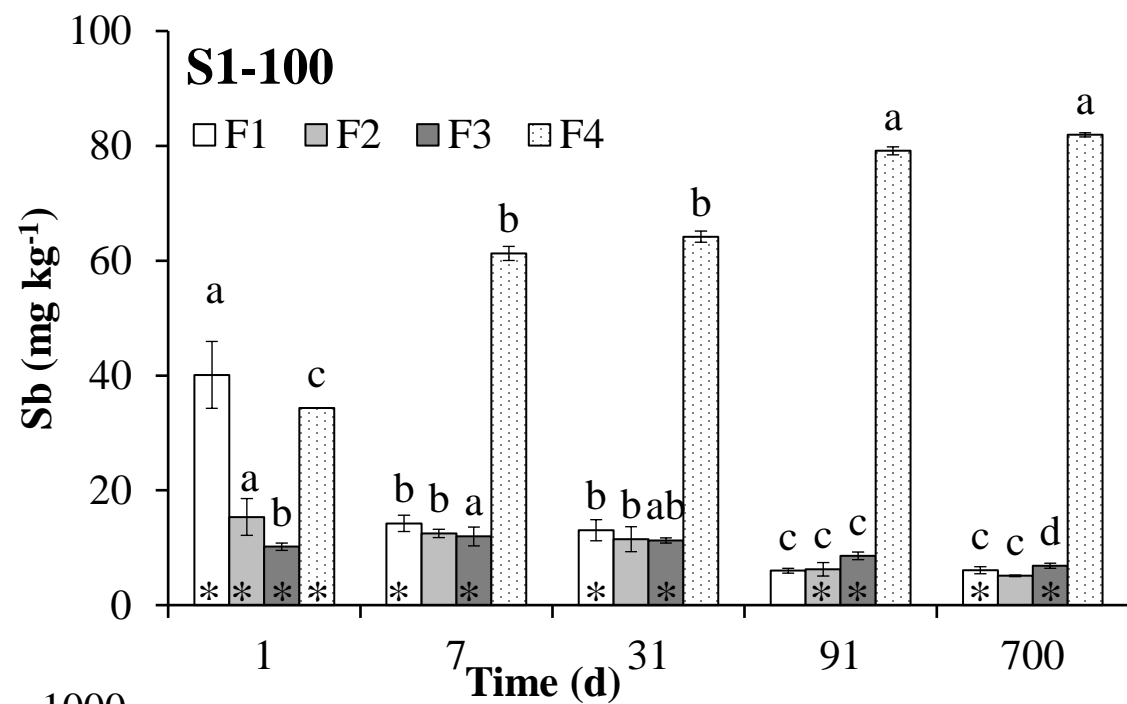 100
S1-100
F1 F2 F3 F4
80
60
40
20
0
Sb (mg kg-1)
a a b c
* * * *
b b a b
* *
b b ab b
* *
c c c a
* *
c c d a
* *
1 7 31 91 700
Time (d)
1000